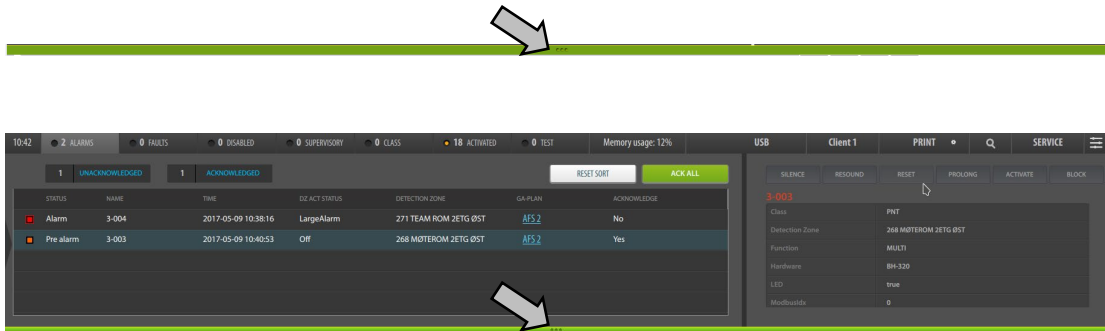 10:42 2 ALARMS 0 FAULTS 0 DISABLED 0 SUPERVISORY 0 CLASS 18 ACTIVATED 0 TEST Memory usage: 12% USB Client 1 PRINT SERVICE
1 UNACKNOWLEDGED 1 ACKNOWLEDGED RESET SORT ACK ALL SILENCE RESOUND RESET PROLONG ACTIVATE BLOCK
STATUS NAME TIME DZ ACT STATUS DETECTION ZONE GA-PLAN ACKNOWLEDGE
3-003
Alarm 3-004 2017-05-09 10:38:16 LargeAlarm 271 TEAM ROM 2ETG ØST AFS 2 No
Pre alarm 3-003 2017-05-09 10:40:53 Off 268 MØTEROM 2ETG ØST AFS 2 Yes
Class PNT
Detection Zone 268 MØTEROM 2ETG ØST
Function MULTI
Hardware BH-320
LED true
ModbusIdx 0